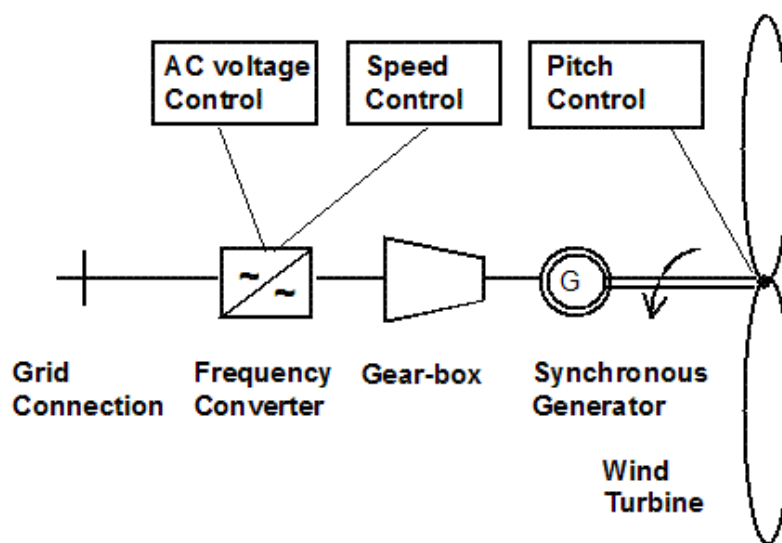 AC voltage
Control
Speed
Control
Pitch
Control
~
~
G
Grid
Connection
Frequency
Converter
Gear-box
Synchronous
Generator
Wind
Turbine